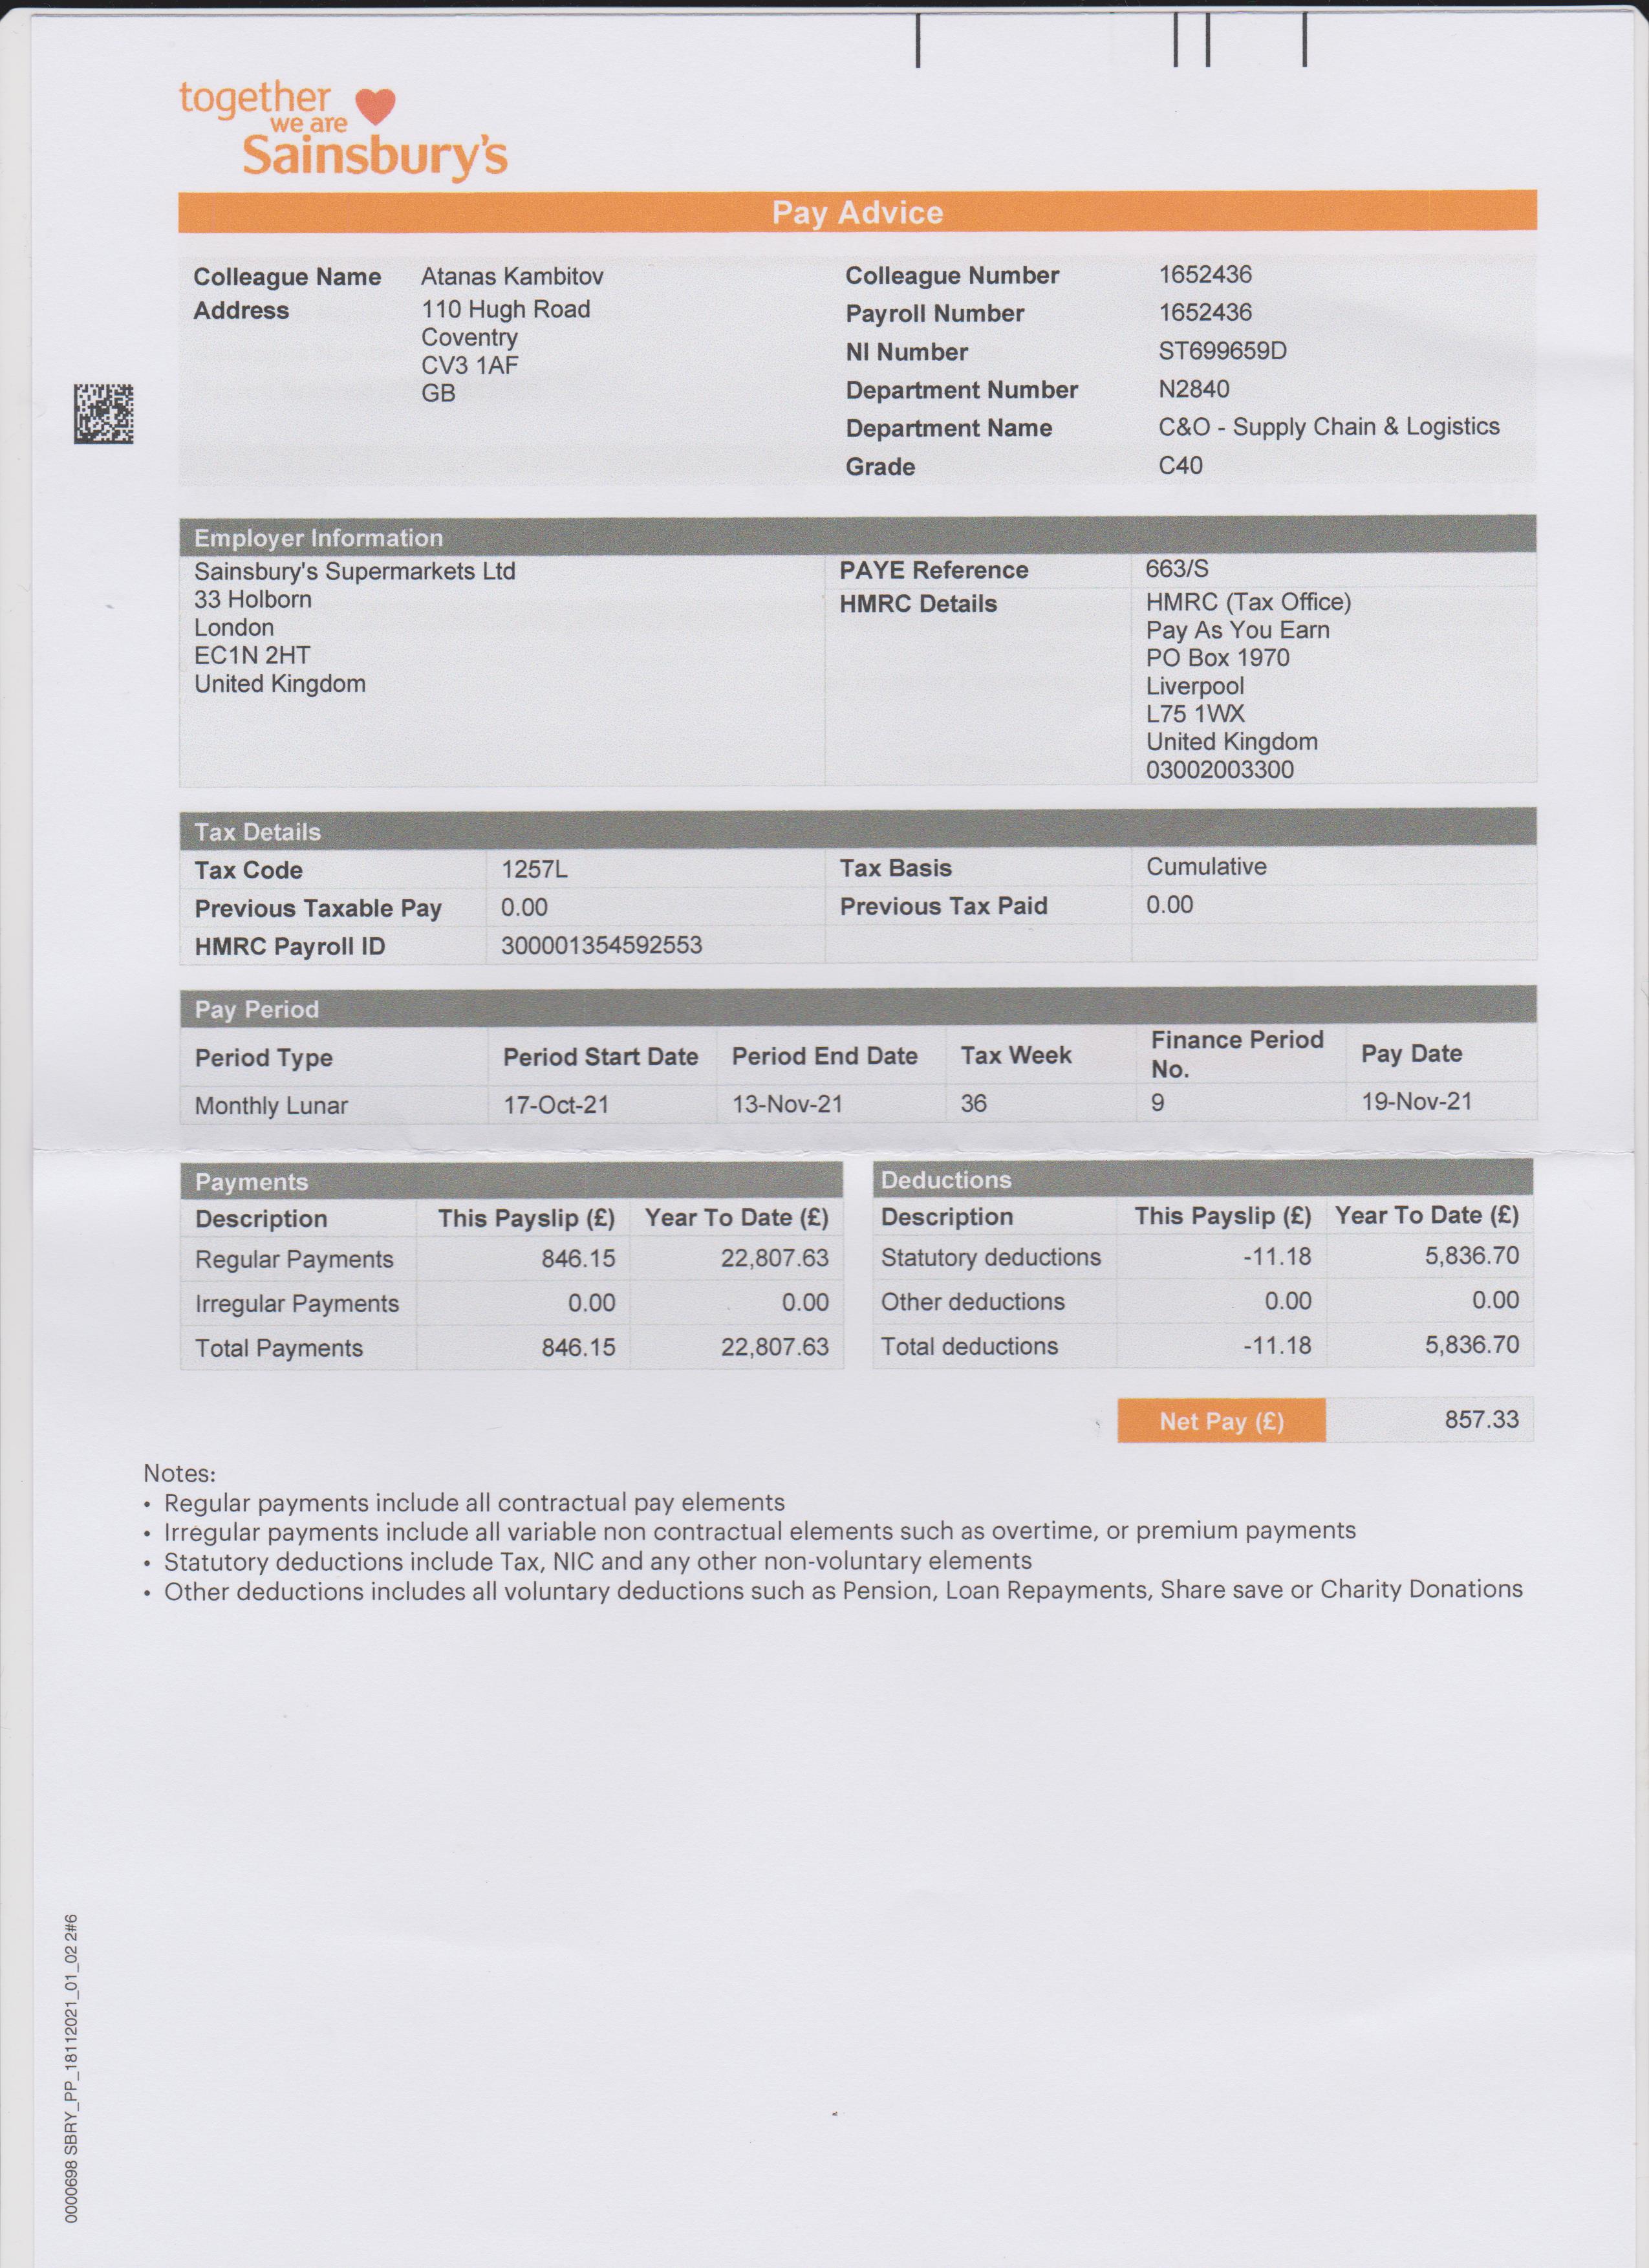 together
we are
Sainsbury's
Pay Advice
Colleague Name Atanas Kambitov
Address 110 Hugh Road
Coventry
CV3 1AF
GB
Colleague Number 1652436
Payroll Number 1652436
NI Number ST699659D
Department Number N2840
Department Name C&O - Supply Chain & Logistics
Grade C40
Employer Information
Sainsbury's Supermarkets Ltd
33 Holborn
London
EC1N 2HT
United Kingdom
PAYE Reference 663/S
HMRC Details HMRC (Tax Office)
Pay As You Earn
PO Box 1970
Liverpool
L75 1WX
United Kingdom
03002003300
Tax Details
Tax Code 1257L Tax Basis Cumulative
Previous Taxable Pay 0.00 Previous Tax Paid 0.00
HMRC Payroll ID 300001354592553
Pay Period
Period Type Period Start Date Period End Date Tax Week Finance Period No. Pay Date
Monthly Lunar 17-Oct-21 13-Nov-21 36 9 19-Nov-21
Payments
Description This Payslip (£) Year To Date (£)
Regular Payments 846.15 22,807.63
Irregular Payments 0.00 0.00
Total Payments 846.15 22,807.63
Deductions
Description This Payslip (£) Year To Date (£)
Statutory deductions -11.18 5,836.70
Other deductions 0.00 0.00
Total deductions -11.18 5,836.70
Net Pay (£) 857.33
Notes:
• Regular payments include all contractual pay elements
• Irregular payments include all variable non contractual elements such as overtime, or premium payments
• Statutory deductions include Tax, NIC and any other non-voluntary elements
• Other deductions includes all voluntary deductions such as Pension, Loan Repayments, Share save or Charity Donations
0000698 SBRY_PP_18112021_01_02 2#6